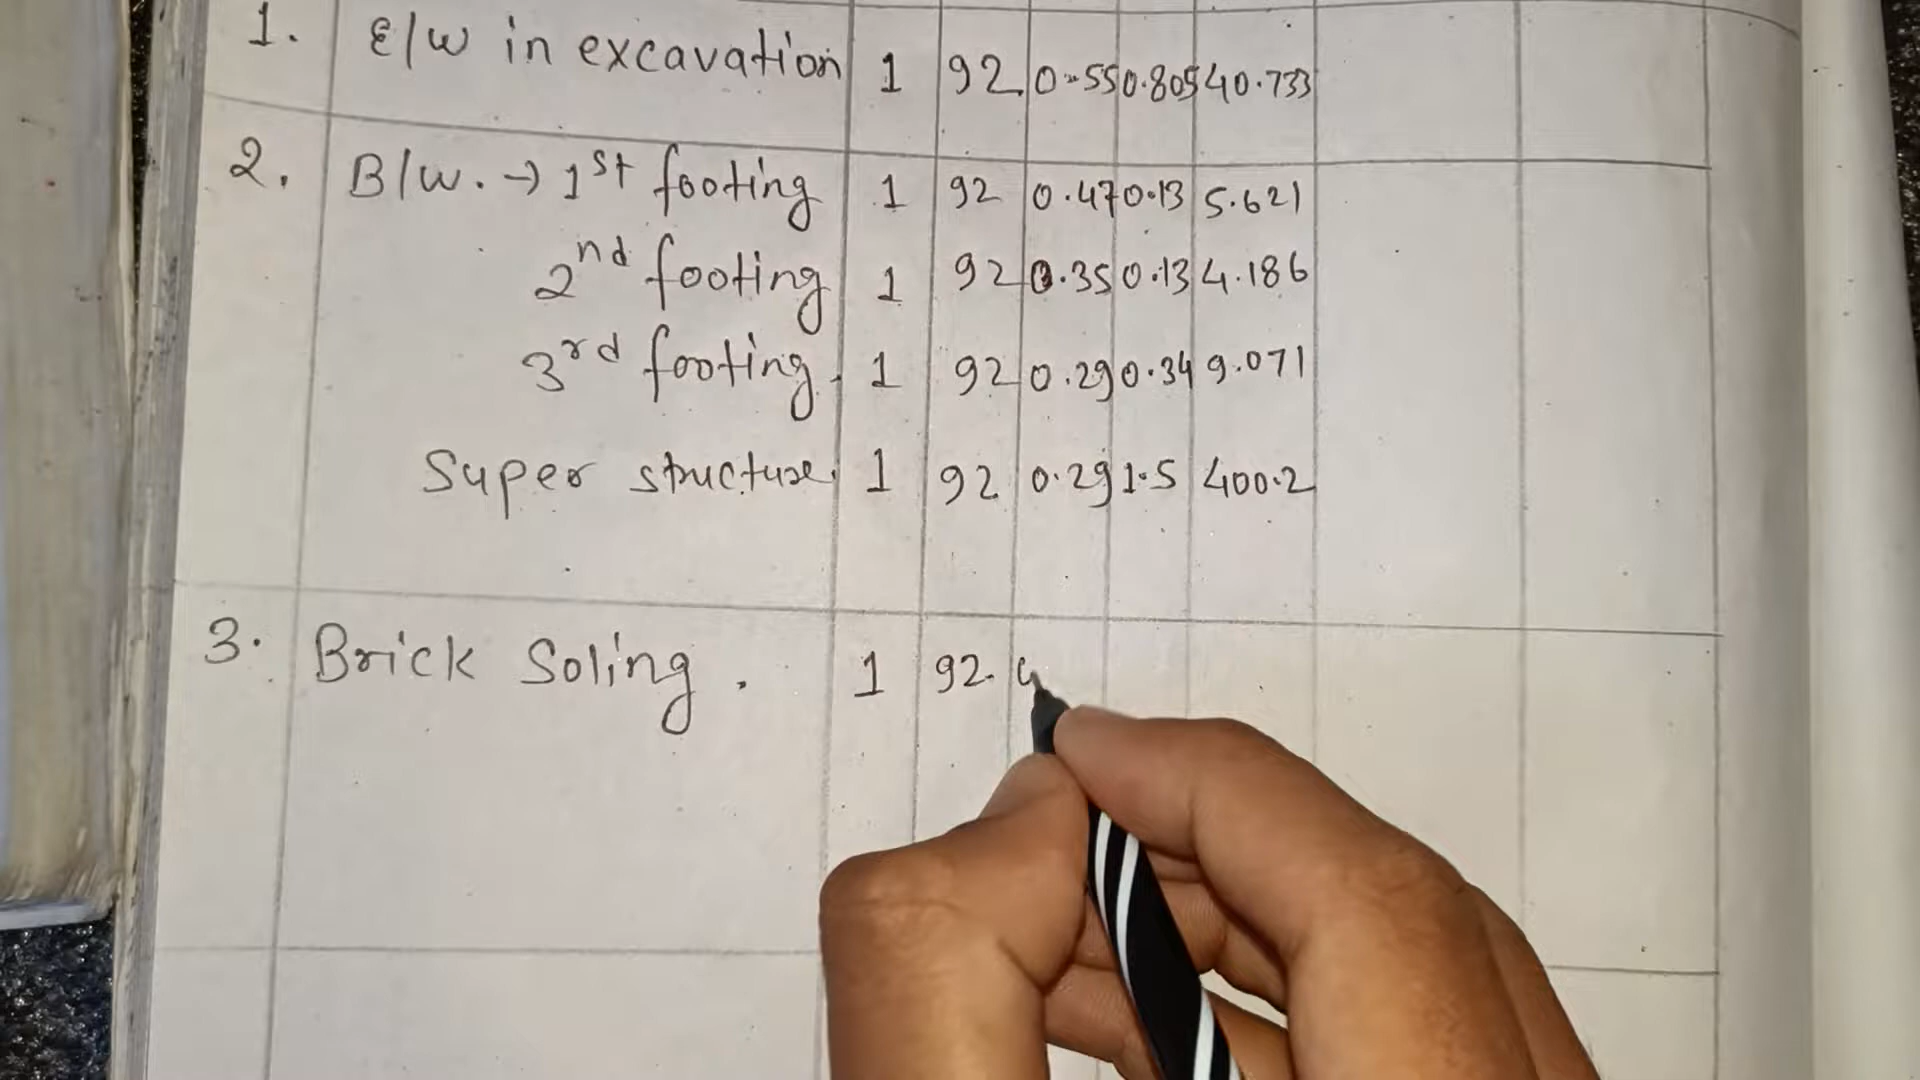 1. E/W in excavation 1 92 0.55 0.805 40.733
2. B/W. → 1st footing 1 92 0.47 0.13 5.621
2nd footing 1 92 0.35 0.13 4.186
3rd footing. 1 92 0.29 0.34 9.071
Super structure. 1 92 0.29 1.5 400.2
3. Brick Soling. 1 92.